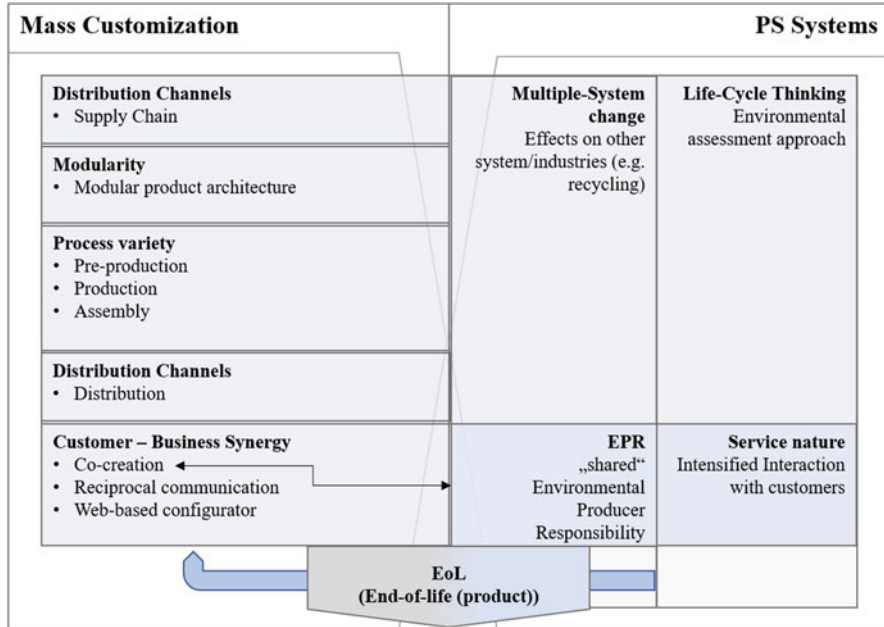 Mass Customization
PS Systems
Distribution Channels
• Supply Chain
Modularity
• Modular product architecture
Process variety
• Pre-production
• Production
• Assembly
Distribution Channels
• Distribution
Customer – Business Synergy
• Co-creation
• Reciprocal communication
• Web-based configurator
Multiple-System
change
Effects on other
system/industries (e.g.
recycling)
Life-Cycle Thinking
Environmental
assessment approach
EPR
„shared“
Environmental
Producer
Responsibility
Service nature
Intensified Interaction
with customers
EoL
(End-of-life (product))